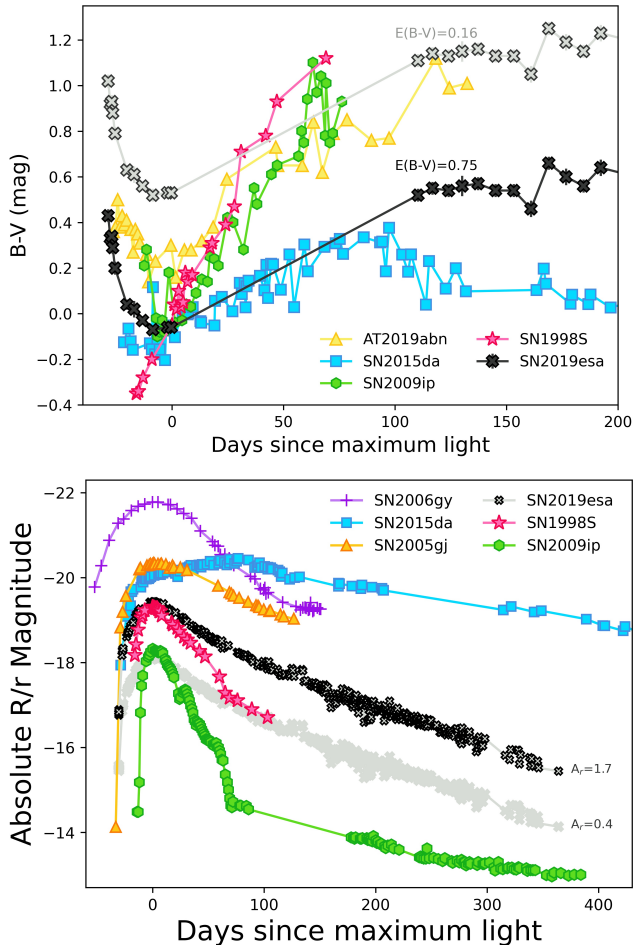 1.2
1.0
0.8
0.6
0.4
0.2
0.0
−0.2
−0.4
B-V (mag)
E(B-V)=0.16
E(B-V)=0.75
AT2019abn
SN2015da
SN2009ip
SN1998S
SN2019esa
0
50
100
150
200
Days since maximum light
−22
−20
−18
−16
−14
Absolute R/r Magnitude
SN2006gy
SN2015da
SN2005gj
SN2019esa
SN1998S
SN2009ip
Ar=1.7
Ar=0.4
0
100
200
300
400
Days since maximum light